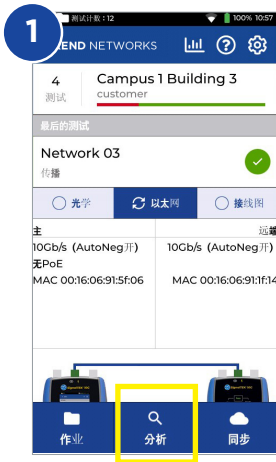 1
测试计数：12
100% 10:57
END NETWORKS
4
测试
Campus 1 Building 3
customer
最后的测试
Network 03
传播
光学
以太网
接线图
主
远端
10Gb/s (AutoNeg开)
10Gb/s (AutoNeg开)
无PoE
MAC 00:16:06:91:5f:06
MAC 00:16:06:91:1f:14
作业
分析
同步